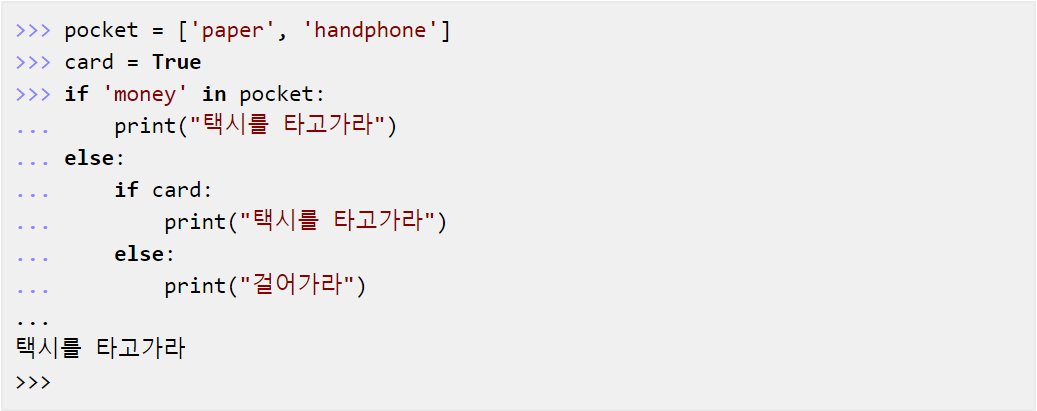 >>> pocket = ['paper', 'handphone']
>>> card = True
>>> if 'money' in pocket:
...     print("택시를 타고가라")
... else:
...     if card:
...         print("택시를 타고가라")
...     else:
...         print("걸어가라")
...
택시를 타고가라
>>>